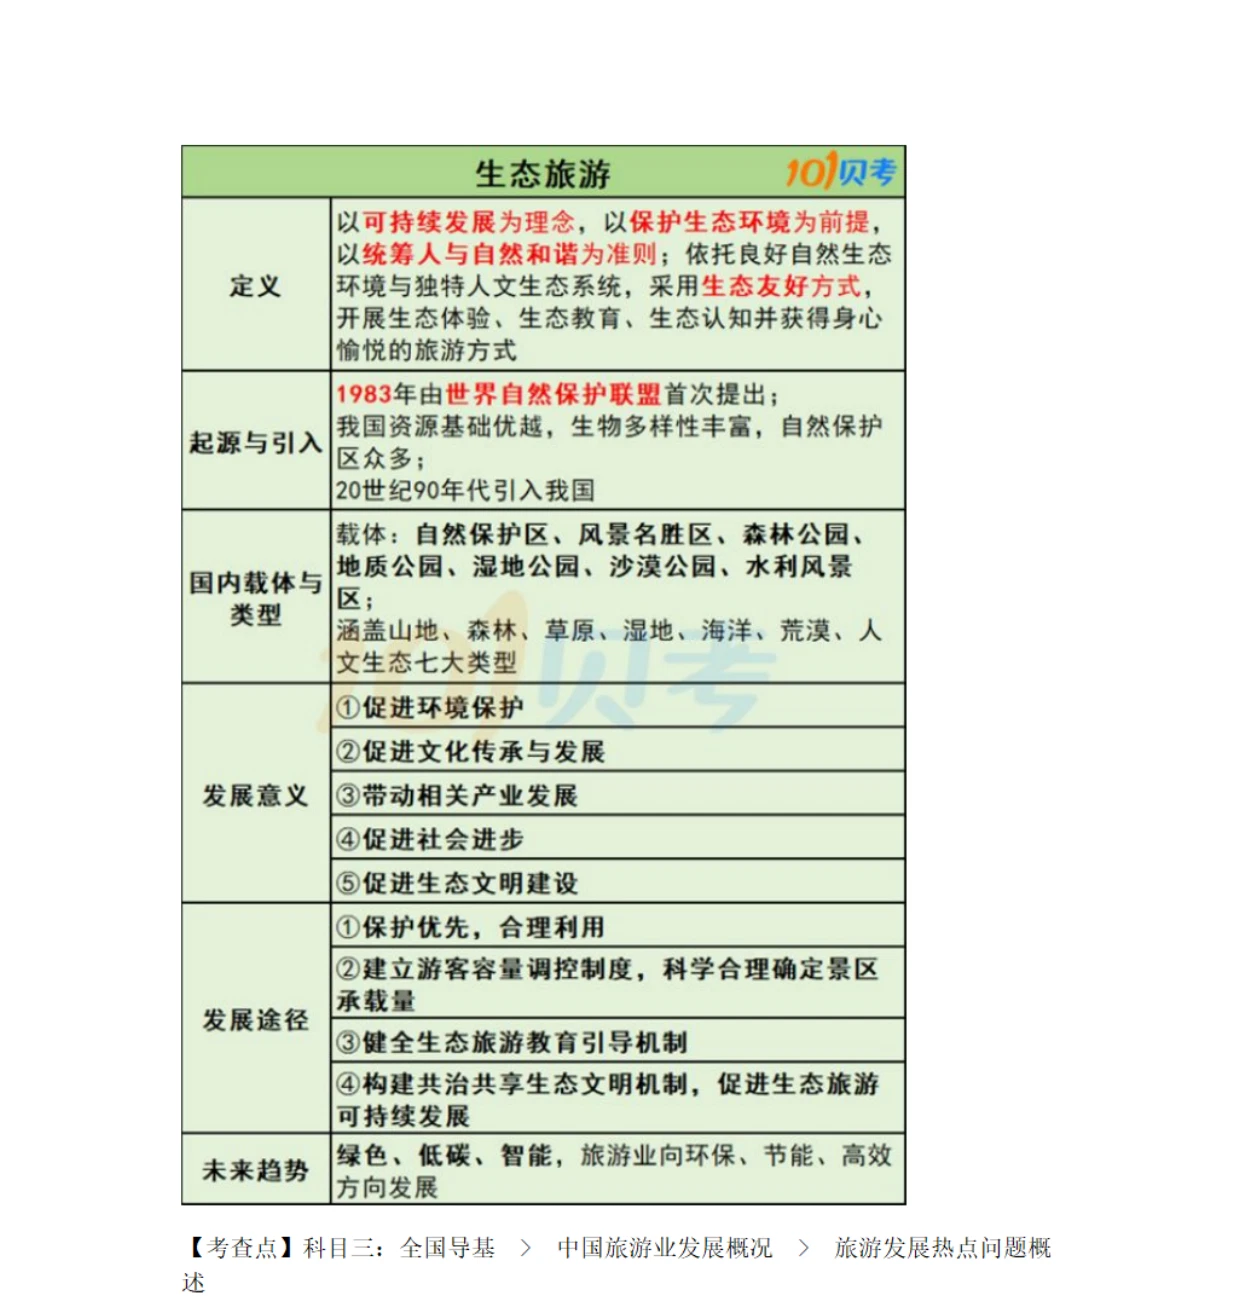 生态旅游
101贝考
定义
以可持续发展为理念，以保护生态环境为前提，
以统筹人与自然和谐为准则；依托良好自然生态
环境与独特人文生态系统，采用生态友好方式，
开展生态体验、生态教育、生态认知并获得身心
愉悦的旅游方式
起源与引入
1983年由世界自然保护联盟首次提出；
我国资源基础优越，生物多样性丰富，自然保护
区众多；
20世纪90年代引入我国
国内载体与
类型
载体：自然保护区、风景名胜区、森林公园、
地质公园、湿地公园、沙漠公园、水利风景
区；
涵盖山地、森林、草原、湿地、海洋、荒漠、人
文生态七大类型
101贝考
发展意义
①促进环境保护
②促进文化传承与发展
③带动相关产业发展
④促进社会进步
⑤促进生态文明建设
发展途径
①保护优先，合理利用
②建立游客容量调控制度，科学合理确定景区
承载量
③健全生态旅游教育引导机制
④构建共治共享生态文明机制，促进生态旅游
可持续发展
未来趋势
绿色、低碳、智能，旅游业向环保、节能、高效
方向发展
【考查点】科目三：全国导基 > 中国旅游业发展概况 > 旅游发展热点问题概
述